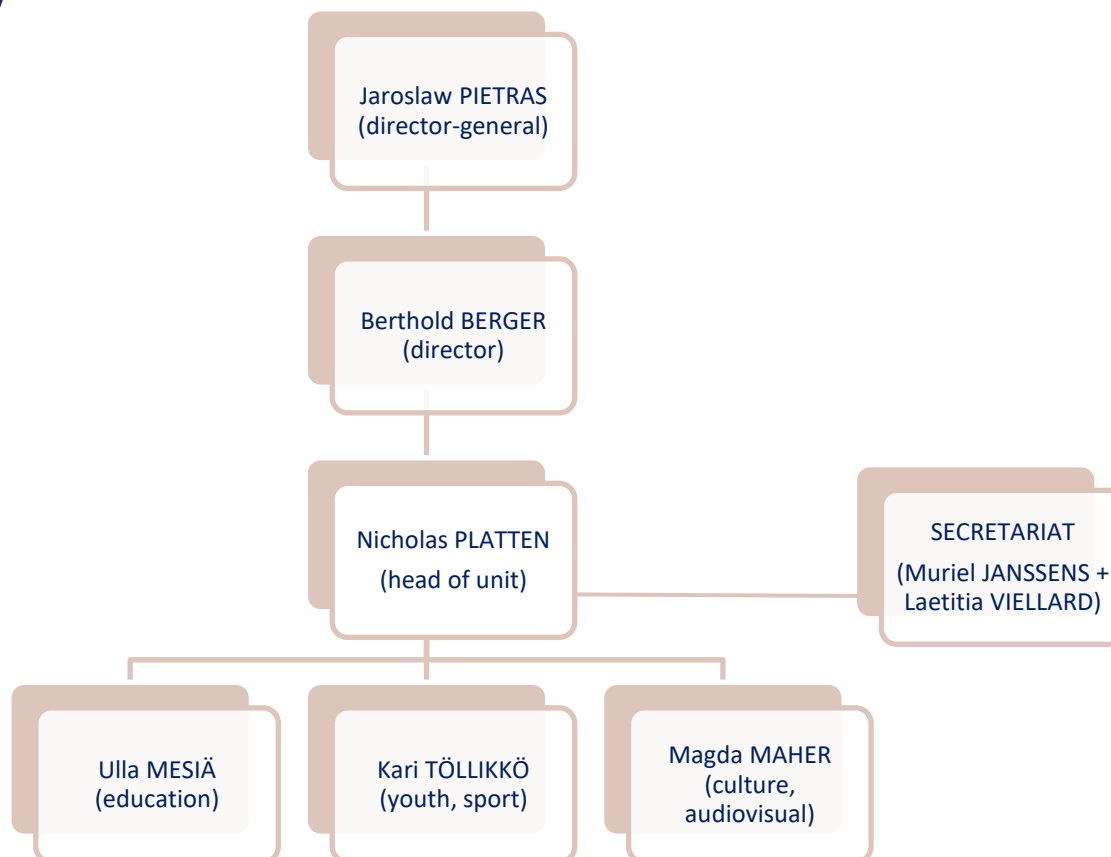 Jaroslaw PIETRAS
(director-general)
Berthold BERGER
(director)
Nicholas PLATTEN
(head of unit)
SECRETARIAT
(Muriel JANSSENS +
Laetitia VIELLARD)
Ulla MESIÄ
(education)
Kari TÖLLIKKÖ
(youth, sport)
Magda MAHER
(culture,
audiovisual)